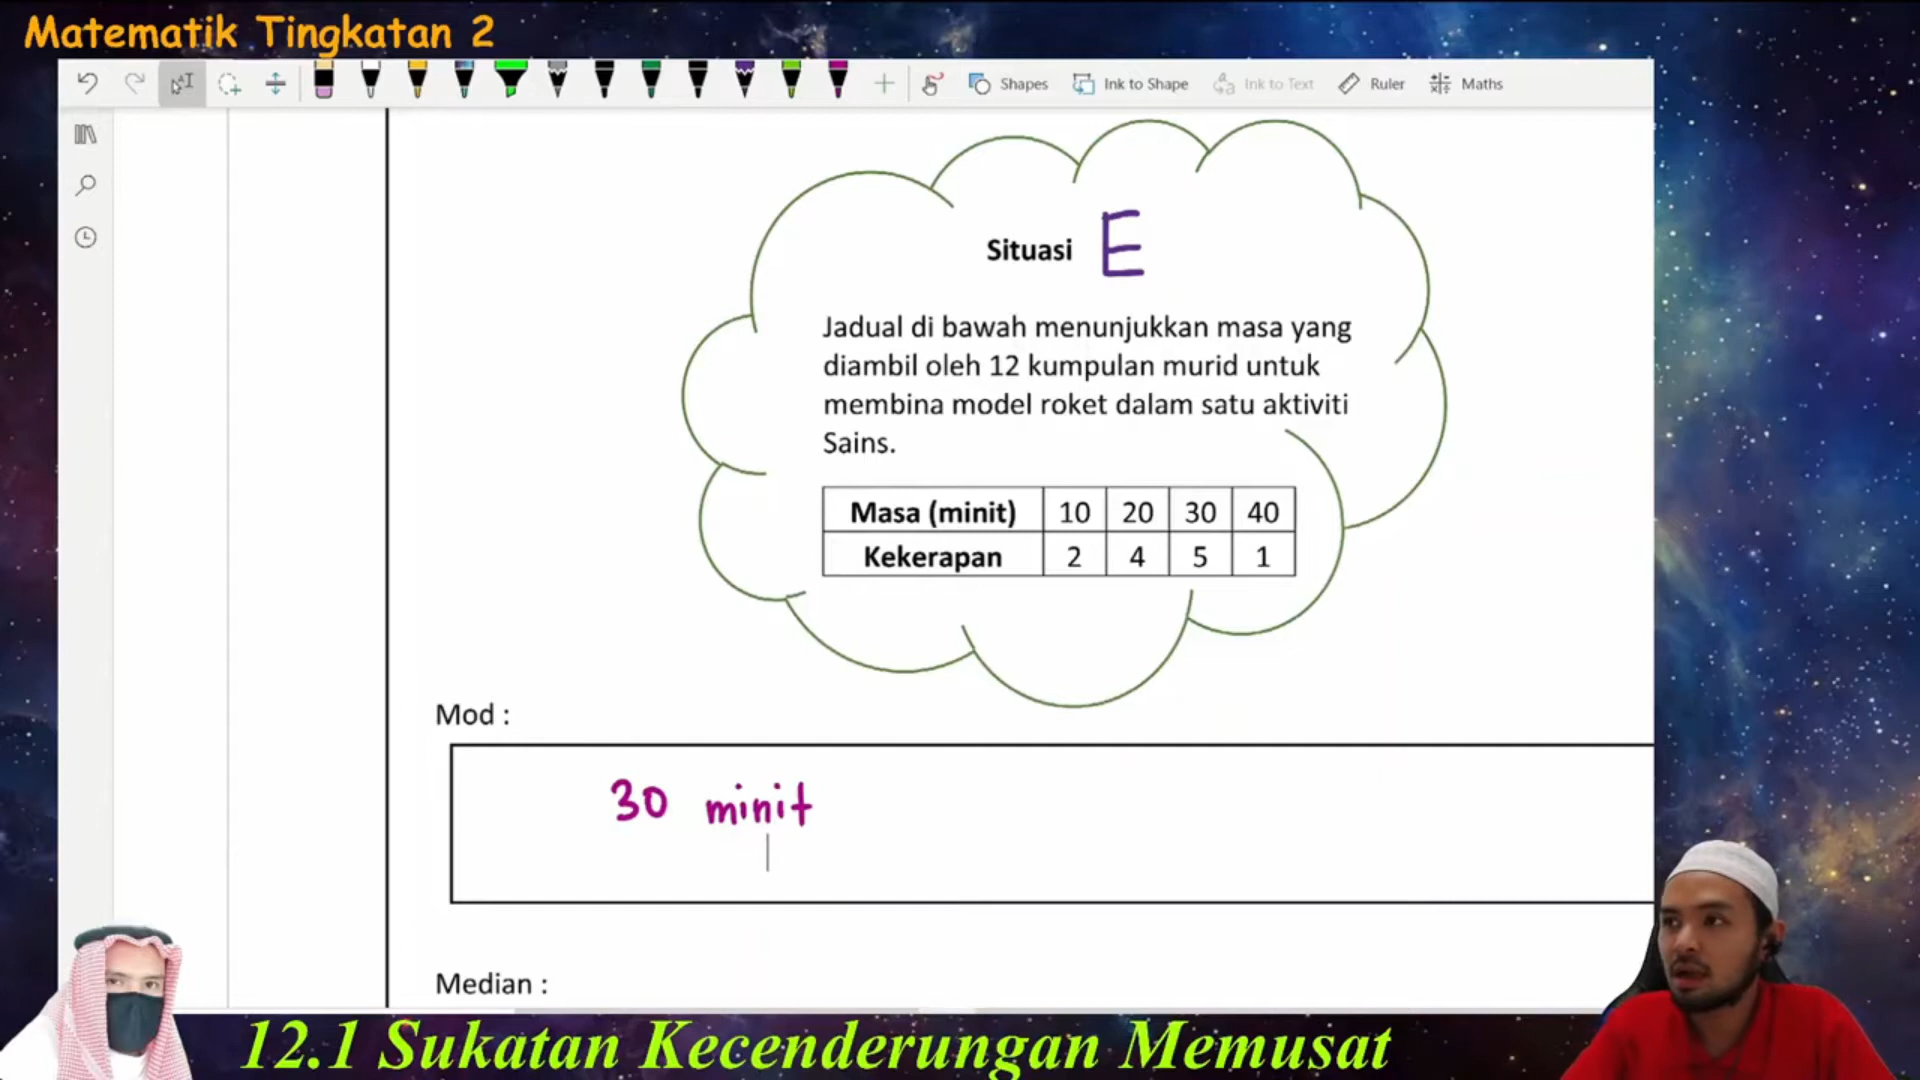 Matematik Tingkatan 2
Shapes Ink to Shape Ink to Text Ruler Maths
Situasi E
Jadual di bawah menunjukkan masa yang
diambil oleh 12 kumpulan murid untuk
membina model roket dalam satu aktiviti
Sains.
Masa (minit) 10 20 30 40
Kekerapan 2 4 5 1
Mod :
30 minit
Median :
12.1 Sukatan Kecenderungan Memusat